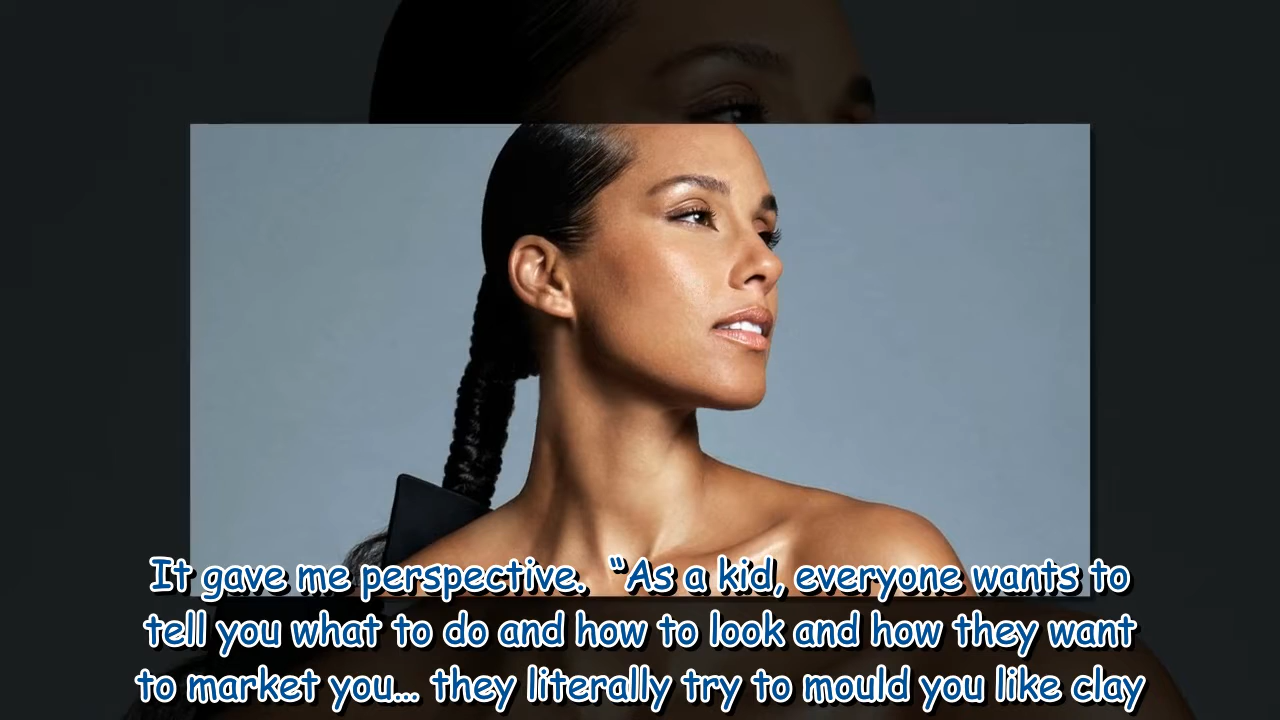 It gave me perspective.  “As a kid, everyone wants to
tell you what to do and how to look and how they want
to market you... they literally try to mould you like clay